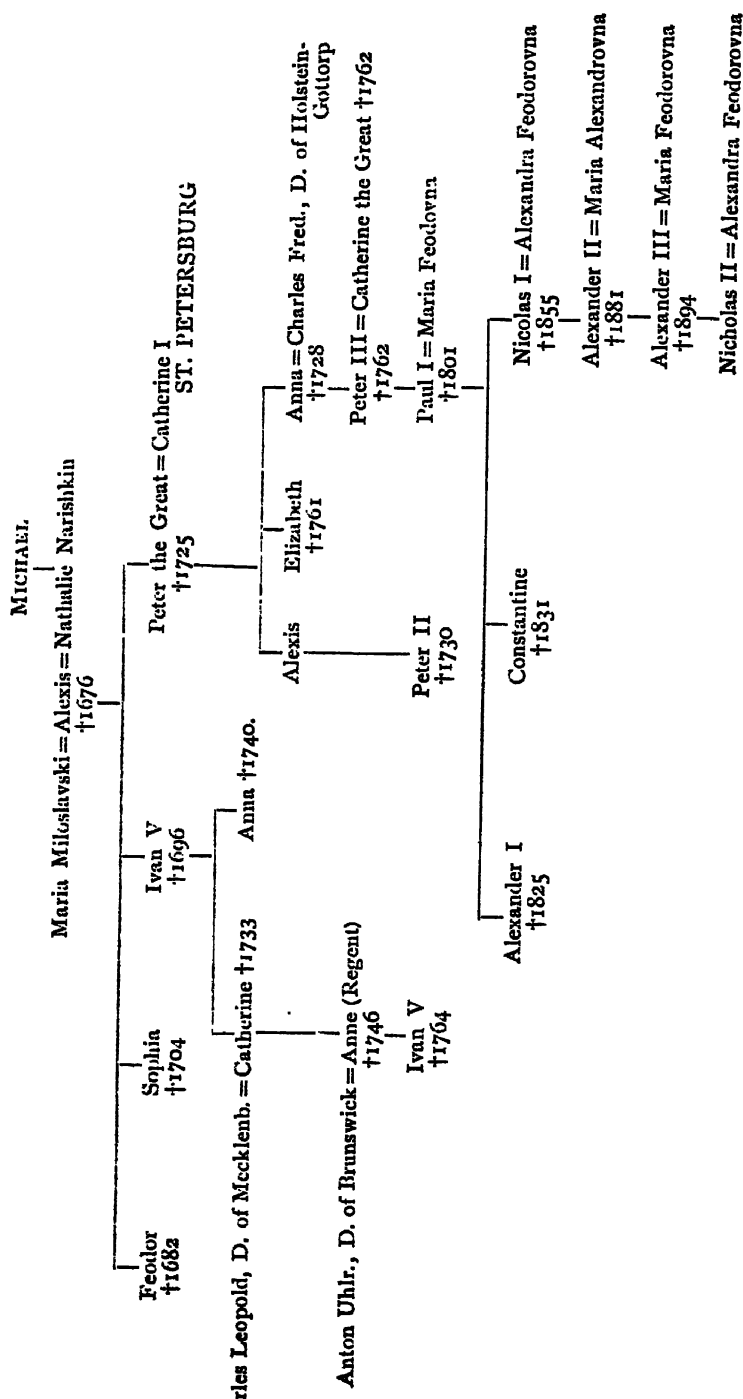 MICHAEL
Maria Miloslavski=Alexis=Nathalie Narishkin
†1676
Feodor
†1682
Sophia
†1704
Ivan V
†1696
Peter the Great=Catherine I
†1725
ST. PETERSBURG
rles Leopold, D. of Mecklenb.=Catherine †1733
Anna †1740.
Alexis
Elizabeth
†1761
Anna=Charles Fred., D. of Holstein-
Gottorp
†1728
Anton Uhlr., D. of Brunswick=Anne (Regent)
†1746
Peter III=Catherine the Great †1762
†1762
Ivan V
†1764
Peter II
†1730
Paul I=Maria Feodovna
†1801
Alexander I
†1825
Constantine
†1831
Nicolas I=Alexandra Feodorovna
†1855
Alexander II=Maria Alexandrovna
†1881
Alexander III=Maria Feodorovna
†1894
Nicholas II=Alexandra Feodorovna